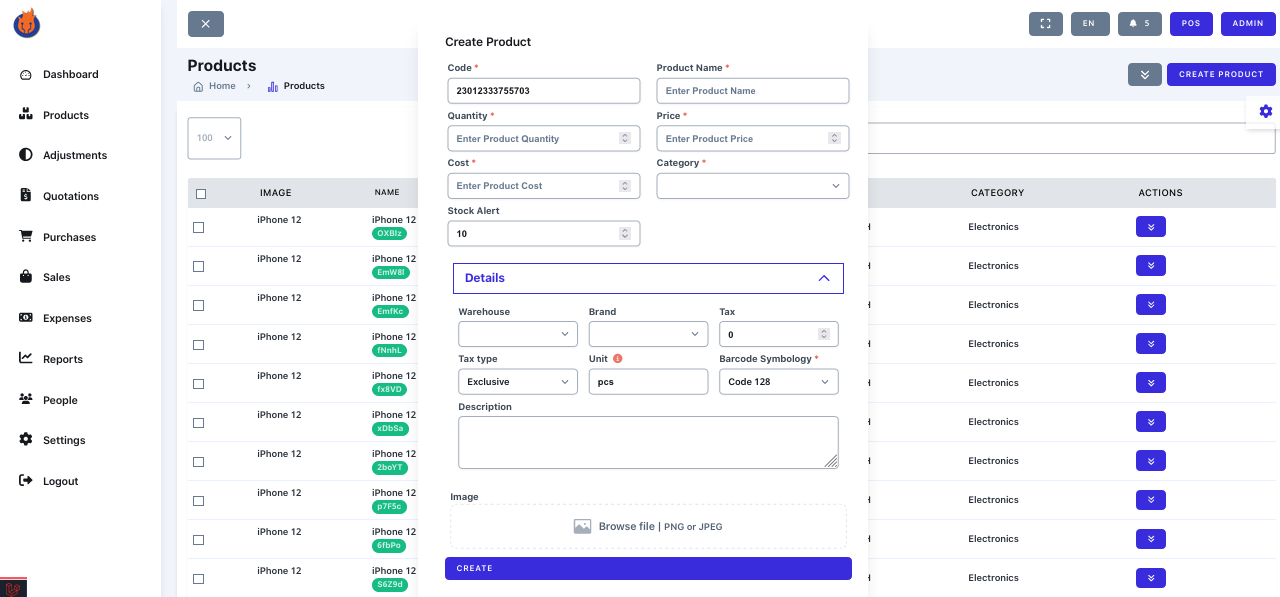 EN
5
POS
ADMIN
Products
Home
Products
CREATE PRODUCT
Dashboard
Products
Adjustments
Quotations
Purchases
Sales
Expenses
Reports
People
Settings
Logout
100
IMAGE NAME CATEGORY ACTIONS
iPhone 12 iPhone 12 H Electronics
OXBIz
iPhone 12 iPhone 12 H Electronics
EmW8l
iPhone 12 iPhone 12 H Electronics
EmfKc
iPhone 12 iPhone 12 H Electronics
fNnhL
iPhone 12 iPhone 12 H Electronics
fx8VD
iPhone 12 iPhone 12 H Electronics
xDbSa
iPhone 12 iPhone 12 H Electronics
2boYT
iPhone 12 iPhone 12 H Electronics
p7F5c
iPhone 12 iPhone 12 H Electronics
6fbPo
iPhone 12 iPhone 12 H Electronics
S6Z9d
Create Product
Code * Product Name *
23012333755703 Enter Product Name
Quantity * Price *
Enter Product Quantity Enter Product Price
Cost * Category *
Enter Product Cost
Stock Alert
10
Details
Warehouse Brand Tax
0
Tax type Unit Barcode Symbology *
Exclusive pcs Code 128
Description
Image
Browse file | PNG or JPEG
CREATE